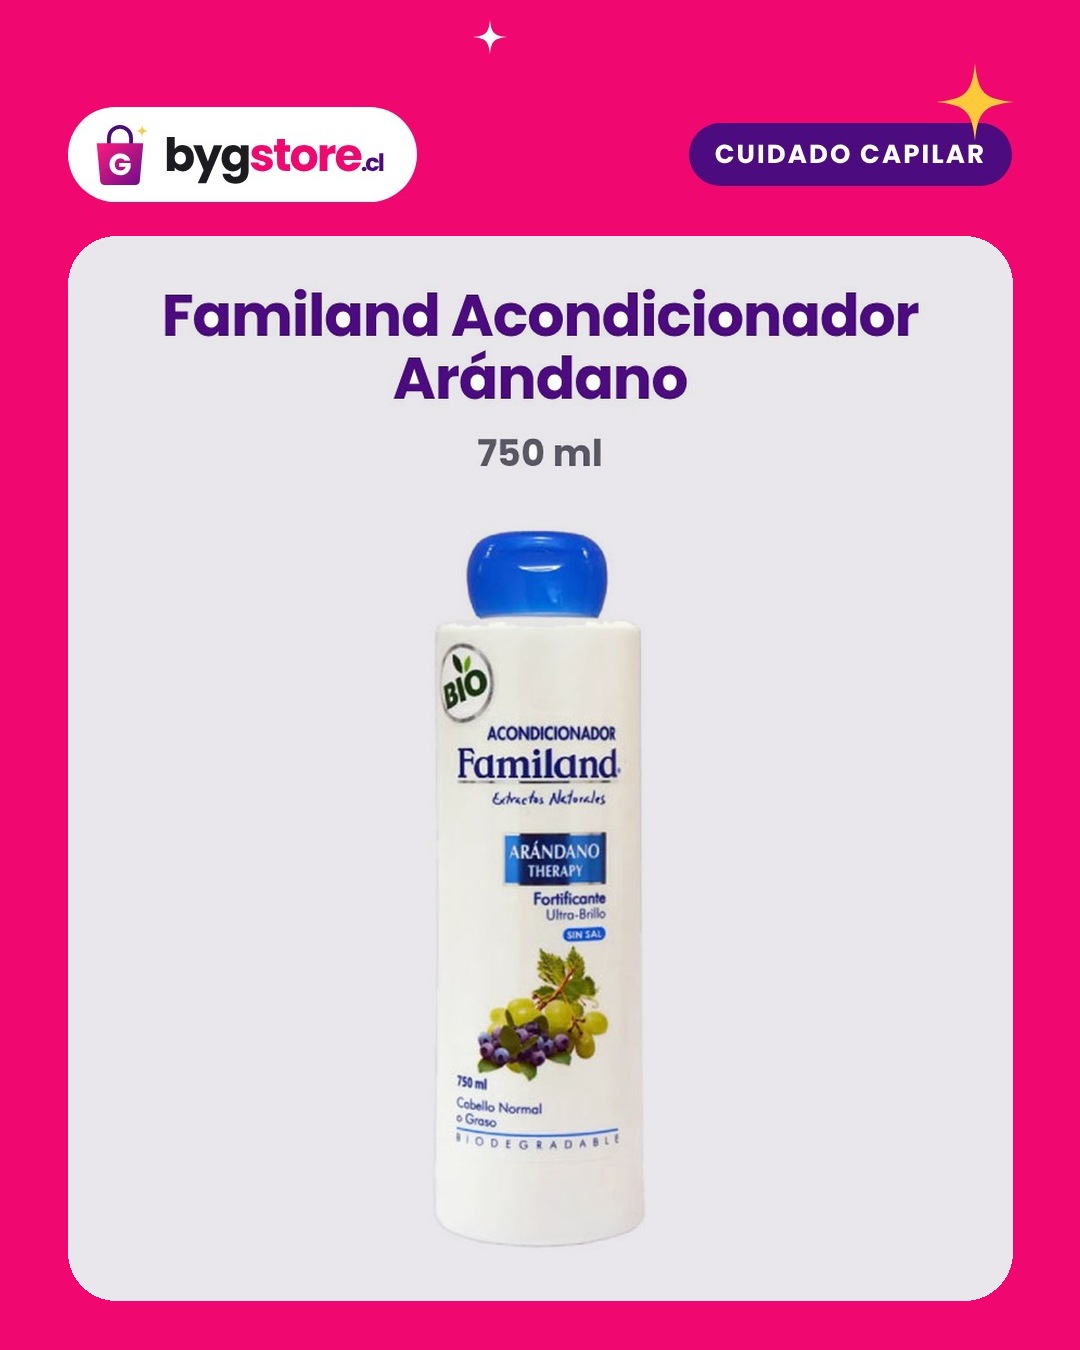 bygstore.cl
CUIDADO CAPILAR
Familand Acondicionador
Arándano
750 ml
BIO
ACONDICIONADOR
Familand
Extractos Naturales
ARÁNDANO
THERAPY
Fortificante
Ultra-Brillo
SIN SAL
750 ml
Cabello Normal
o Graso
BIODEGRADABLE